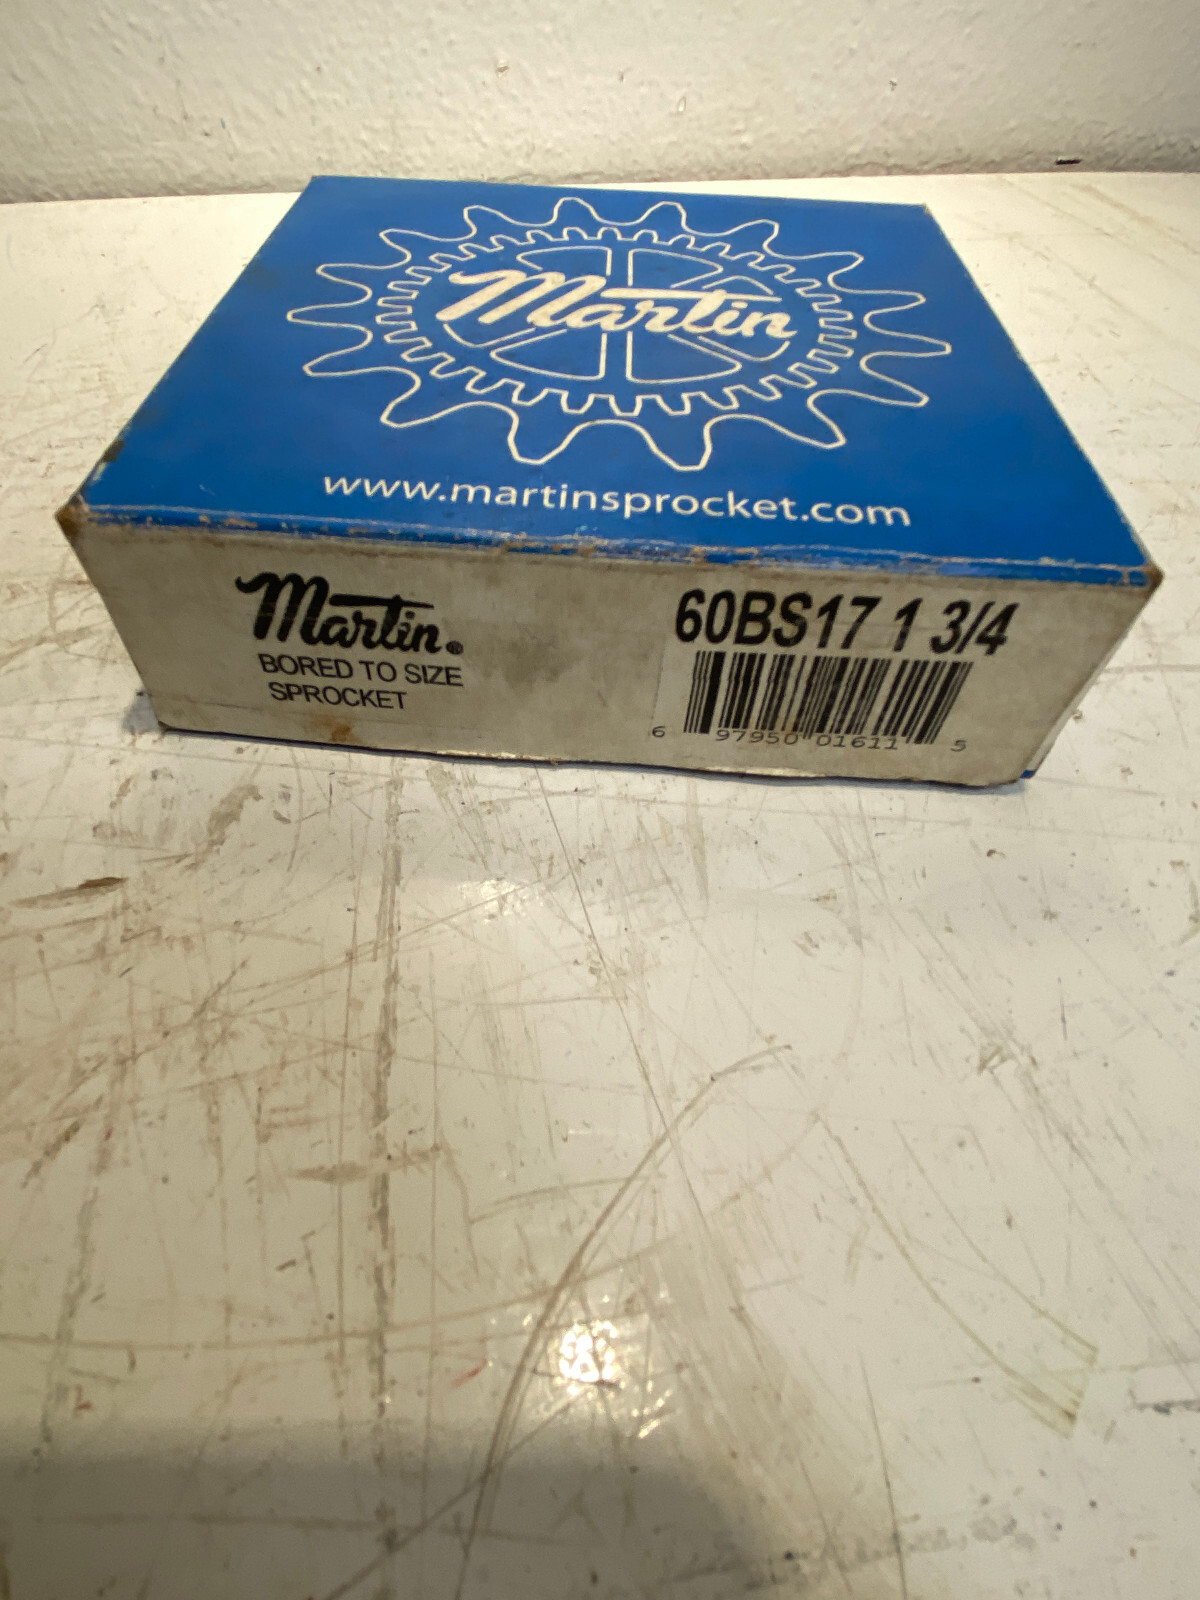 Martin
www.martinsprocket.com
Martin®
BORED TO SIZE
SPROCKET
60BS17 1 3/4
6 97950 01611 5